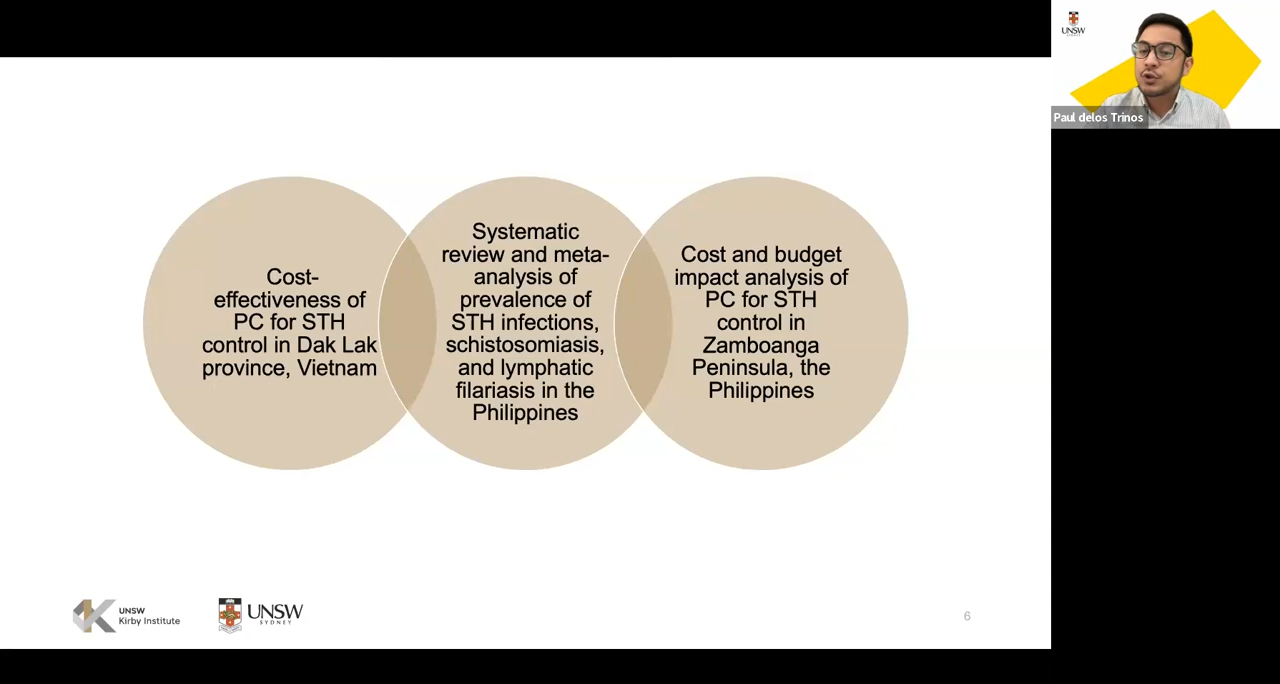 Cost-
effectiveness of
PC for STH
control in Dak Lak
province, Vietnam
Systematic
review and meta-
analysis of
prevalence of
STH infections,
schistosomiasis,
and lymphatic
filariasis in the
Philippines
Cost and budget
impact analysis of
PC for STH
control in
Zamboanga
Peninsula, the
Philippines
UNSW
Kirby Institute
UNSW
SYDNEY
6
UNSW
SYDNEY
Paul delos Trinos